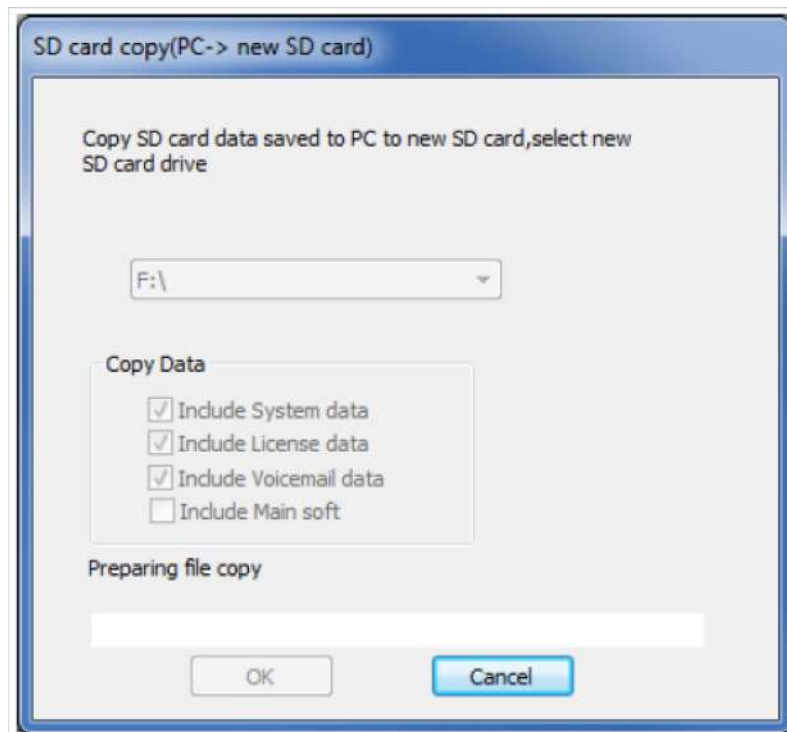 SD card copy(PC-> new SD card)
Copy SD card data saved to PC to new SD card,select new
SD card drive
F:\
Copy Data
Include System data
Include License data
Include Voicemail data
Include Main soft
Preparing file copy
OK
Cancel